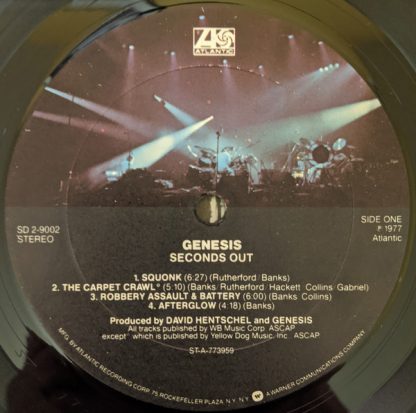 ATLANTIC
SD 2-9002
STEREO
SIDE ONE
℗ 1977
Atlantic
GENESIS
SECONDS OUT
1. SQUONK (6:27) (Rutherford/Banks)
2. THE CARPET CRAWL° (5:10) (Banks/Rutherford/Hackett/Collins/Gabriel)
3. ROBBERY ASSAULT & BATTERY (6:00) (Banks/Collins)
4. AFTERGLOW (4:18) (Banks)
Produced by DAVID HENTSCHEL and GENESIS
All tracks published by WB Music Corp. ASCAP
except° which is published by Yellow Dog Music, Inc. ASCAP
ST-A-773959
MFG. BY ATLANTIC RECORDING CORP. 75 ROCKEFELLER PLAZA, N.Y. N.Y. A WARNER COMMUNICATIONS COMPANY